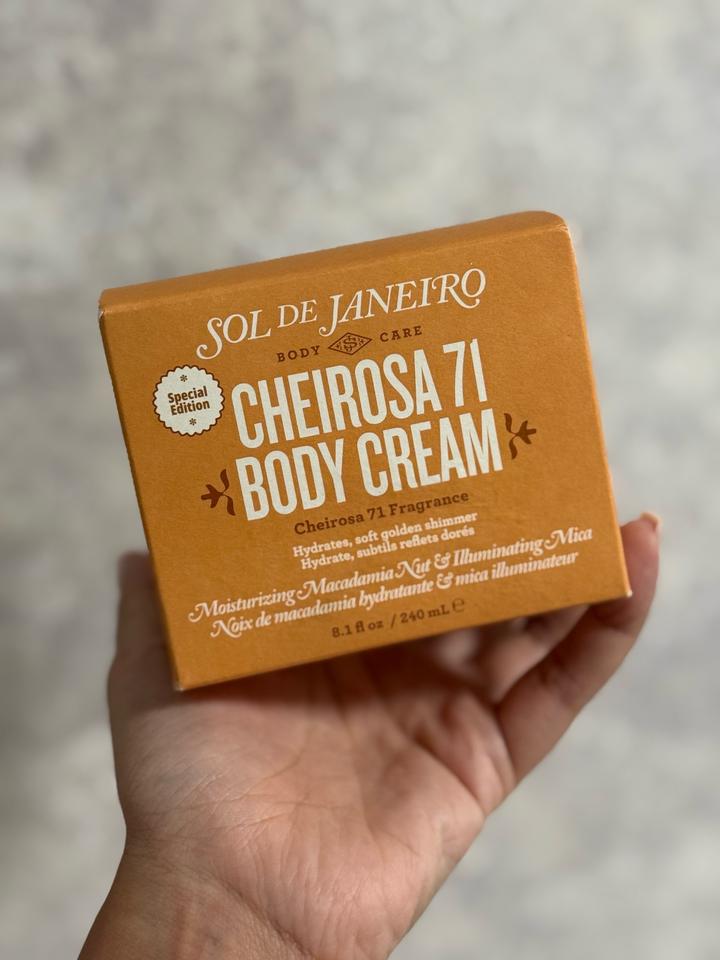 SOL DE JANEIRO
BODY CARE
Special
Edition
CHEIROSA 71
BODY CREAM
Cheirosa 71 Fragrance
Hydrates, soft golden shimmer
Hydrate, subtils reflets dorés
Moisturizing Macadamia Nut & Illuminating Mica
Noix de macadamia hydratante & mica illuminateur
8.1 fl oz / 240 mL ℮